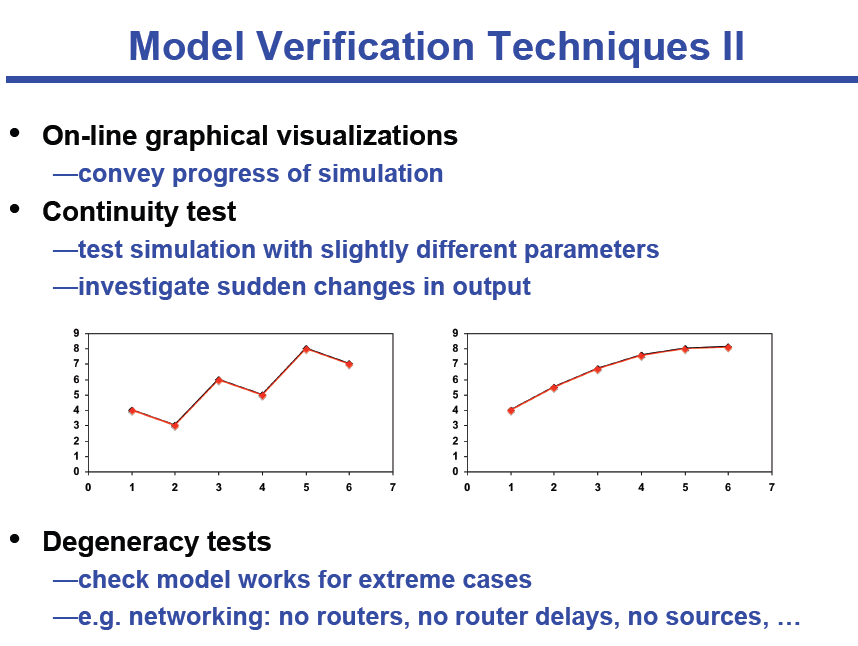 Model Verification Techniques II
• On-line graphical visualizations
—convey progress of simulation
• Continuity test
—test simulation with slightly different parameters
—investigate sudden changes in output
9
8
7
6
5
4
3
2
1
0
0 1 2 3 4 5 6 7
9
8
7
6
5
4
3
2
1
0
0 1 2 3 4 5 6 7
• Degeneracy tests
—check model works for extreme cases
—e.g. networking: no routers, no router delays, no sources, …